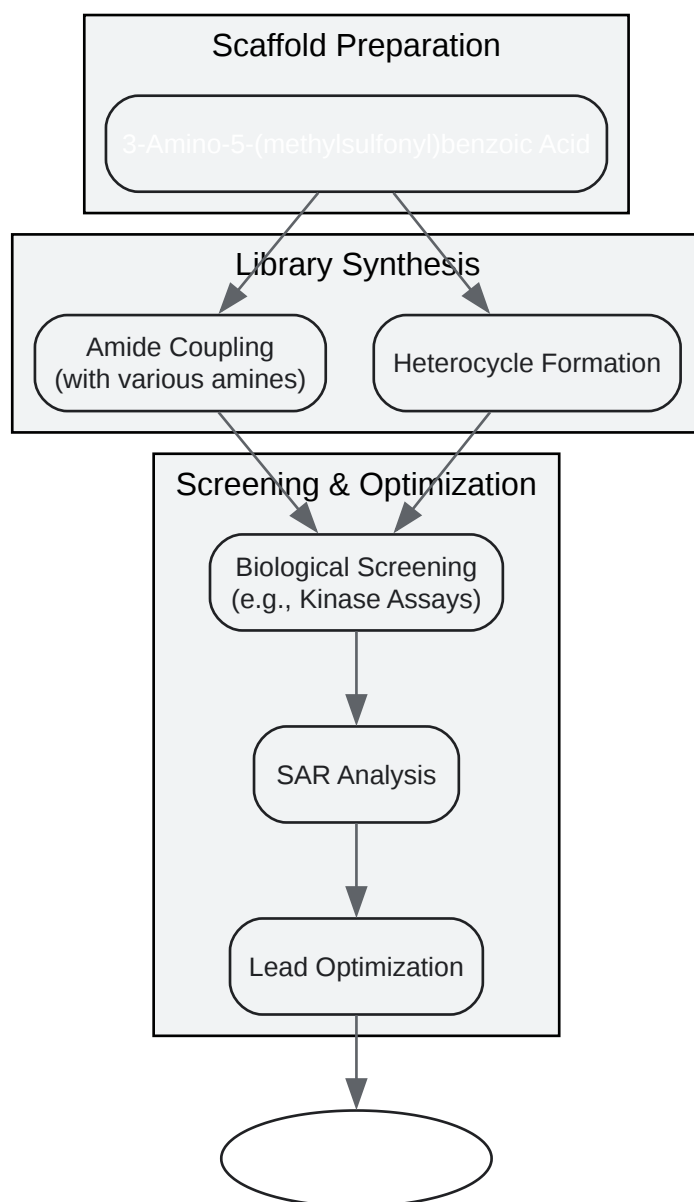 Scaffold Preparation
3-Amino-5-(methylsulfonyl)benzoic Acid
Library Synthesis
Amide Coupling
(with various amines)
Heterocycle Formation
Screening & Optimization
Biological Screening
(e.g., Kinase Assays)
SAR Analysis
Lead Optimization